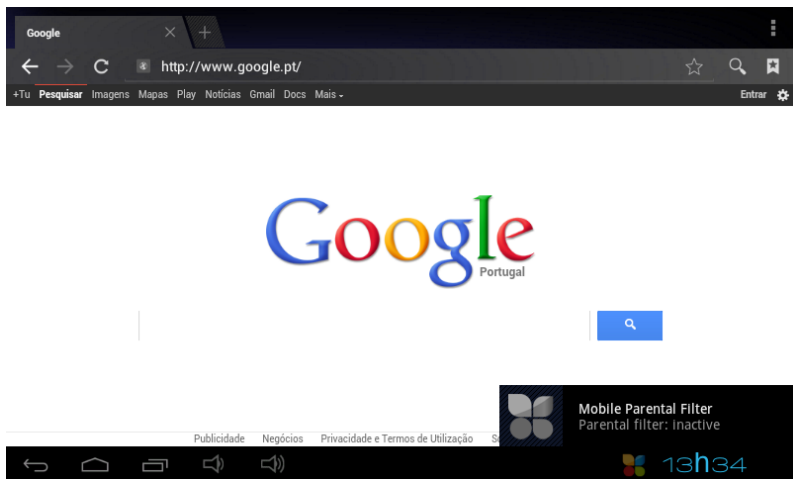 Google
http://www.google.pt/
+Tu Pesquisar Imagens Mapas Play Notícias Gmail Docs Mais Entrar
Google
Portugal
Mobile Parental Filter
Parental filter: inactive
Publicidade Negócios Privacidade e Termos de Utilização
13h34